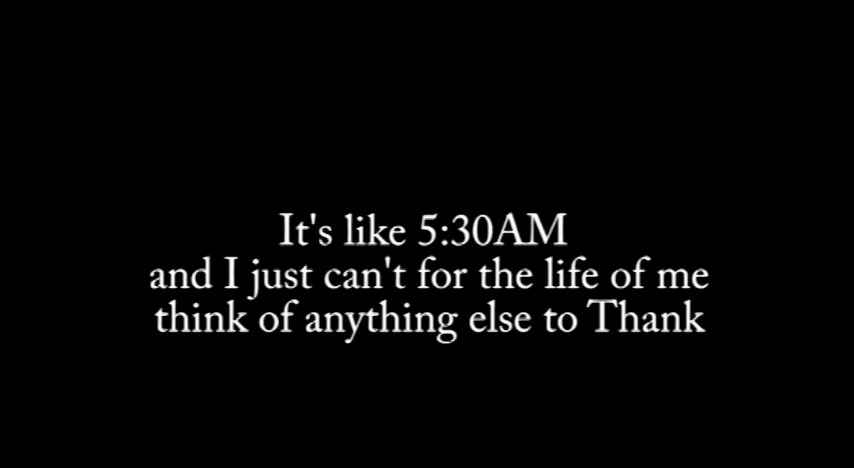 It's like 5:30AM
and I just can't for the life of me
think of anything else to Thank